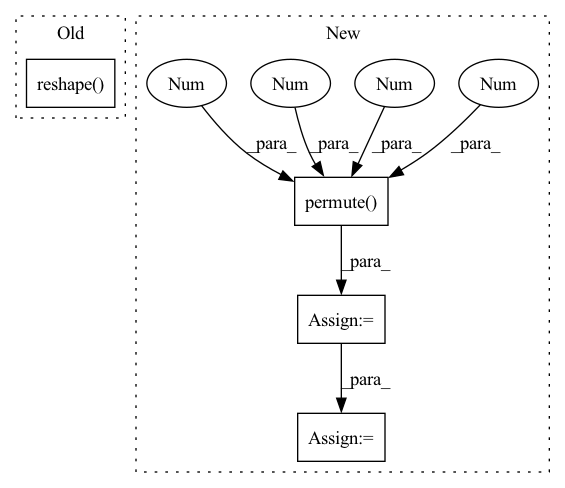 Old
New
reshape()
Num
Num
Num
Num
_para_
_para_
_para_
_para_
permute()
_para_
Assign:=
_para_
Assign:=